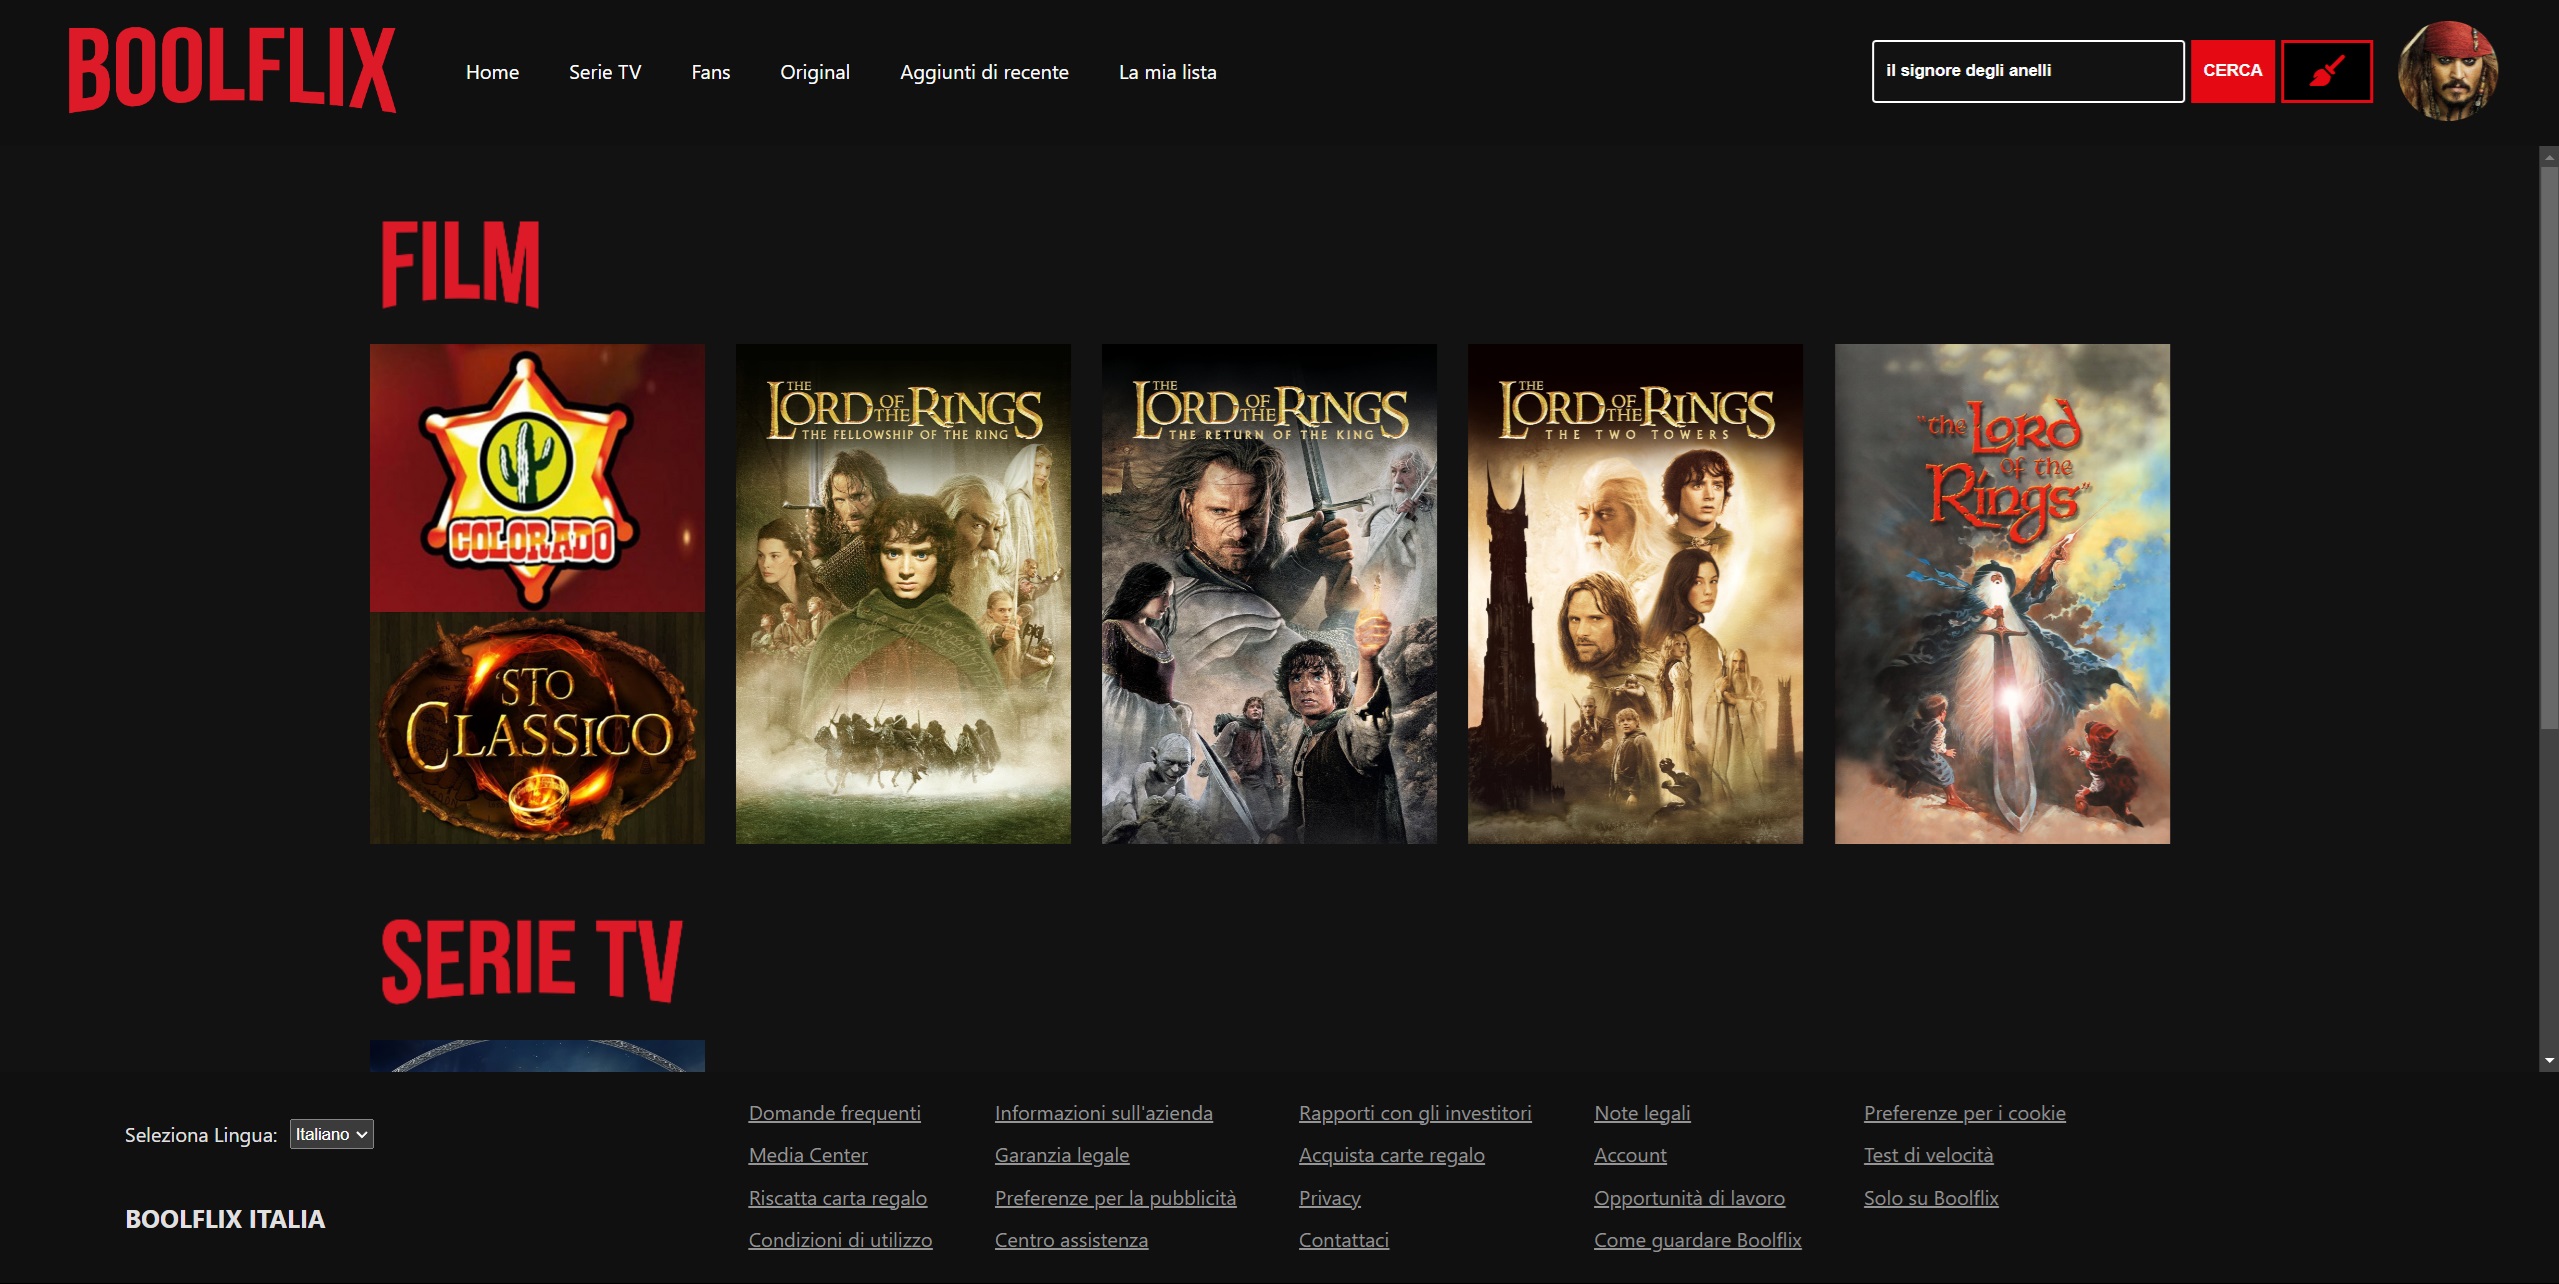 BOOLFLIX
Home Serie TV Fans Original Aggiunti di recente La mia lista
il signore degli anelli
CERCA
FILM
COLORADO
'STO
CLASSICO
THE
LORD OF THE RINGS
THE FELLOWSHIP OF THE RING
THE
LORD OF THE RINGS
THE RETURN OF THE KING
THE
LORD OF THE RINGS
THE TWO TOWERS
"the Lord
of the
Rings"
SERIE TV
Seleziona Lingua: Italiano
BOOLFLIX ITALIA
Domande frequenti
Media Center
Riscatta carta regalo
Condizioni di utilizzo
Informazioni sull'azienda
Garanzia legale
Preferenze per la pubblicità
Centro assistenza
Rapporti con gli investitori
Acquista carte regalo
Privacy
Contattaci
Note legali
Account
Opportunità di lavoro
Come guardare Boolflix
Preferenze per i cookie
Test di velocità
Solo su Boolflix